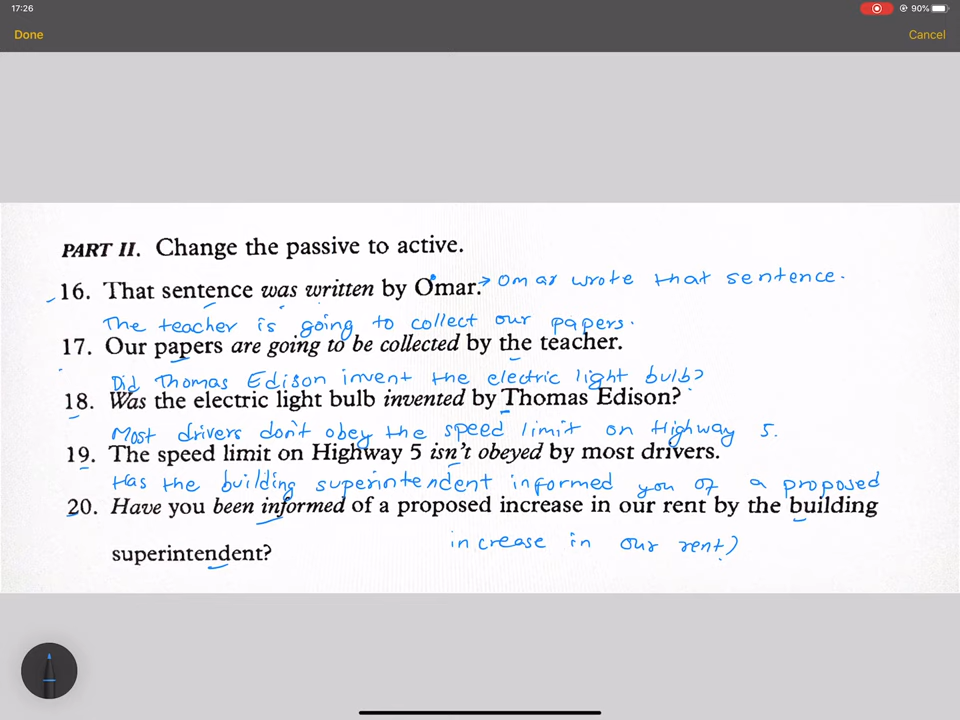 17:26
90%
Done
Cancel
PART II. Change the passive to active.
16. That sentence was written by Omar. → Omar wrote that sentence.
The teacher is going to collect our papers.
17. Our papers are going to be collected by the teacher.
Did Thomas Edison invent the electric light bulb?
18. Was the electric light bulb invented by Thomas Edison?
Most drivers don't obey the speed limit on Highway 5.
19. The speed limit on Highway 5 isn't obeyed by most drivers.
Has the building superintendent informed you of a proposed
20. Have you been informed of a proposed increase in our rent by the building
increase in our rent?
superintendent?